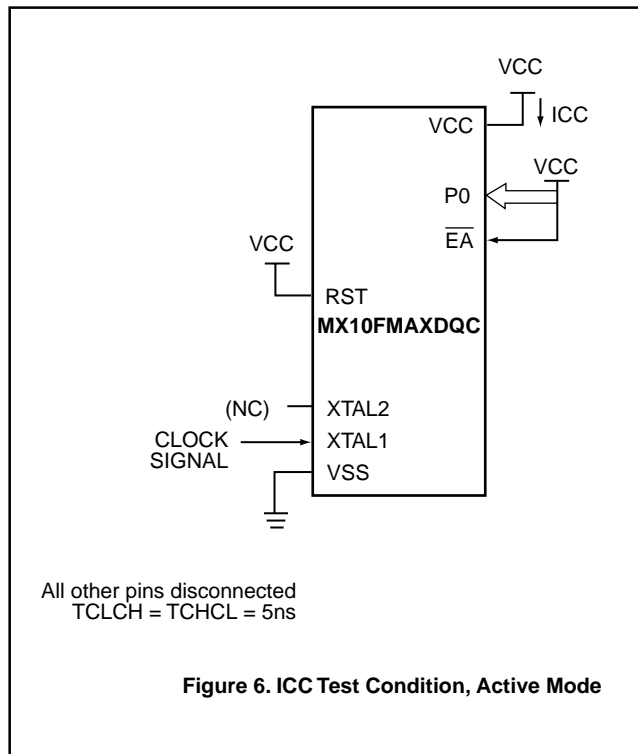 VCC
ICC
VCC
VCC
P0
EA
VCC
RST
MX10FMAXDQC
(NC)
XTAL2
CLOCK
SIGNAL
XTAL1
VSS
All other pins disconnected
TCLCH = TCHCL = 5ns
Figure 6. ICC Test Condition, Active Mode